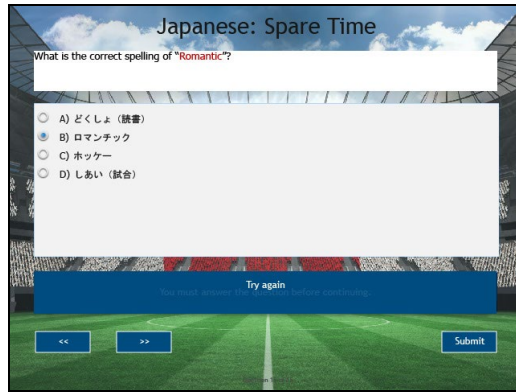 Japanese: Spare Time
What is the correct spelling of “Romantic”?
A) どくしょ（読書）
B) ロマンチック
C) ホッケー
D) しあい（試合）
Try again
You must answer the question before continuing.
<<
>>
Submit